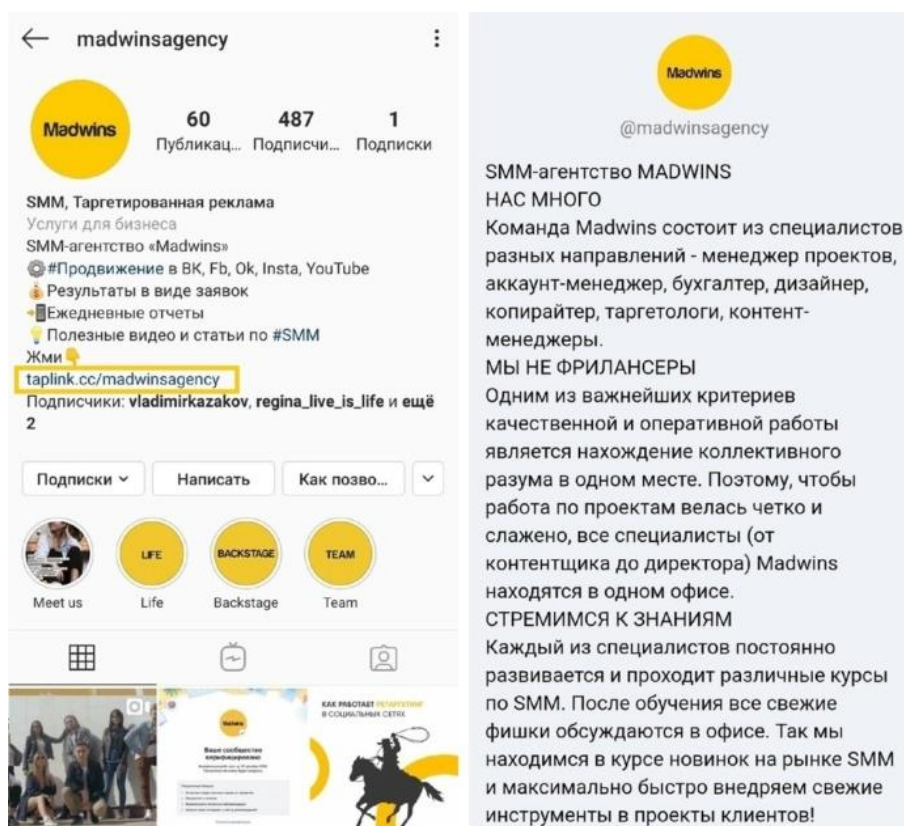 madwinsagency
Madwins
60
487
1
Публикац...
Подписчи...
Подписки
SMM, Таргетированная реклама
Услуги для бизнеса
SMM-агентство «Madwins»
#Продвижение в ВК, Fb, Ok, Insta, YouTube
Результаты в виде заявок
Ежедневные отчеты
Полезные видео и статьи по #SMM
Жми
taplink.cc/madwinsagency
Подписчики: vladimirkazakov, regina_live_is_life и ещё
2
Подписки
Написать
Как позво...
LIFE
BACKSTAGE
TEAM
Meet us
Life
Backstage
Team
Madwins
Ваше сообщество
верифицировано
КАК РАБОТАЕТ РЕТАРГЕТИНГ
В СОЦИАЛЬНЫХ СЕТЯХ
Madwins
@madwinsagency
SMM-агентство MADWINS
НАС МНОГО
Команда Madwins состоит из специалистов
разных направлений - менеджер проектов,
аккаунт-менеджер, бухгалтер, дизайнер,
копирайтер, таргетологи, контент-
менеджеры.
МЫ НЕ ФРИЛАНСЕРЫ
Одним из важнейших критериев
качественной и оперативной работы
является нахождение коллективного
разума в одном месте. Поэтому, чтобы
работа по проектам велась четко и
слажено, все специалисты (от
контентщика до директора) Madwins
находятся в одном офисе.
СТРЕМИМСЯ К ЗНАНИЯМ
Каждый из специалистов постоянно
развивается и проходит различные курсы
по SMM. После обучения все свежие
фишки обсуждаются в офисе. Так мы
находимся в курсе новинок на рынке SMM
и максимально быстро внедряем свежие
инструменты в проекты клиентов!